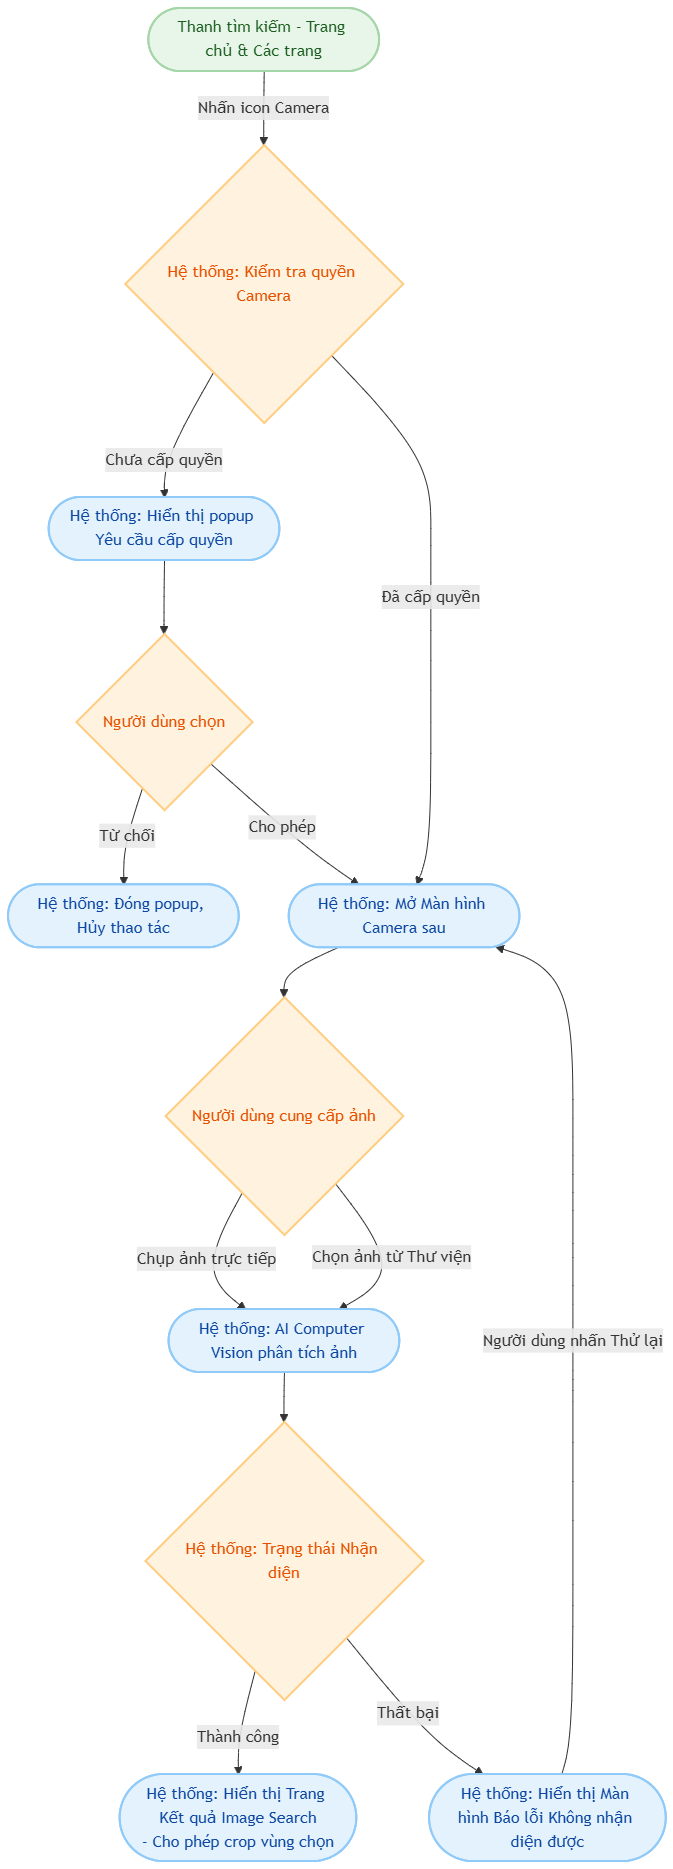 Thanh tìm kiếm - Trang
chủ & Các trang
Nhấn icon Camera
Hệ thống: Kiểm tra quyền
Camera
Chưa cấp quyền
Hệ thống: Hiển thị popup
Yêu cầu cấp quyền
Đã cấp quyền
Người dùng chọn
Cho phép
Từ chối
Hệ thống: Đóng popup,
Hủy thao tác
Hệ thống: Mở Màn hình
Camera sau
Người dùng cung cấp ảnh
Chụp ảnh trực tiếp
Chọn ảnh từ Thư viện
Hệ thống: AI Computer
Vision phân tích ảnh
Người dùng nhấn Thử lại
Hệ thống: Trạng thái Nhận
diện
Thất bại
Thành công
Hệ thống: Hiển thị Trang
Kết quả Image Search
- Cho phép crop vùng chọn
Hệ thống: Hiển thị Màn
hình Báo lỗi Không nhận
diện được